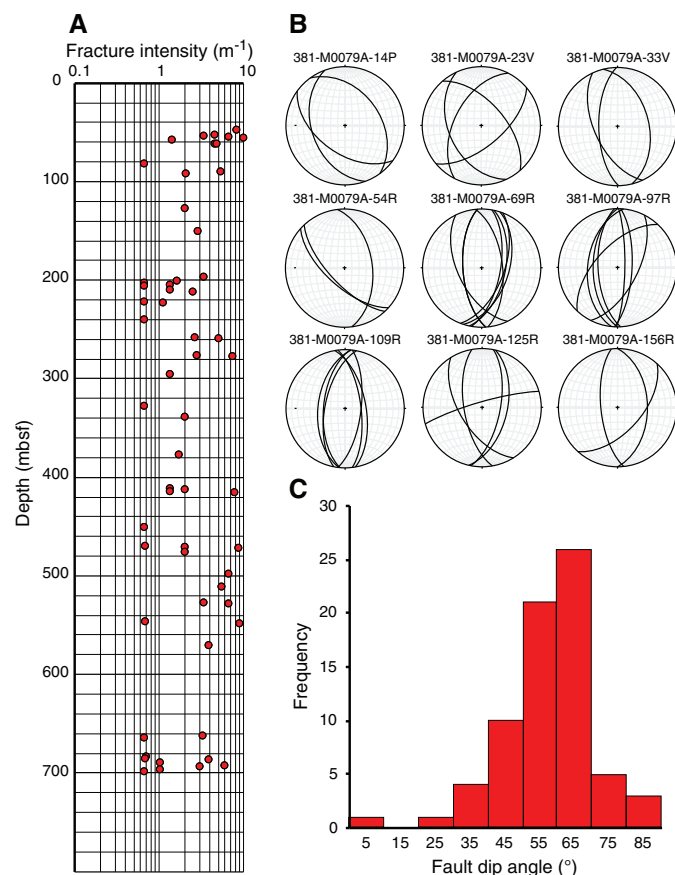 A
Fracture intensity (m-1)
0.1 1 10
0
100
200
300
400
500
600
700
Depth (mbsf)
B
381-M0079A-14P 381-M0079A-23V 381-M0079A-33V
381-M0079A-54R 381-M0079A-69R 381-M0079A-97R
381-M0079A-109R 381-M0079A-125R 381-M0079A-156R
C
30
25
20
15
10
5
0
Frequency
5 15 25 35 45 55 65 75 85
Fault dip angle (°)